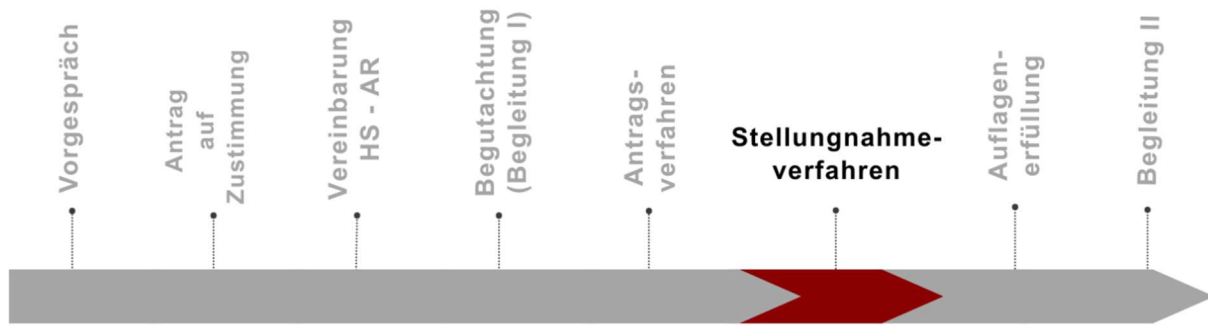 Vorgespräch
Antrag
auf
Zustimmung
Vereinbarung
HS - AR
Begutachtung
(Begleitung I)
Antrags-
verfahren
Stellungnahme-
verfahren
Auflagen-
erfüllung
Begleitung II